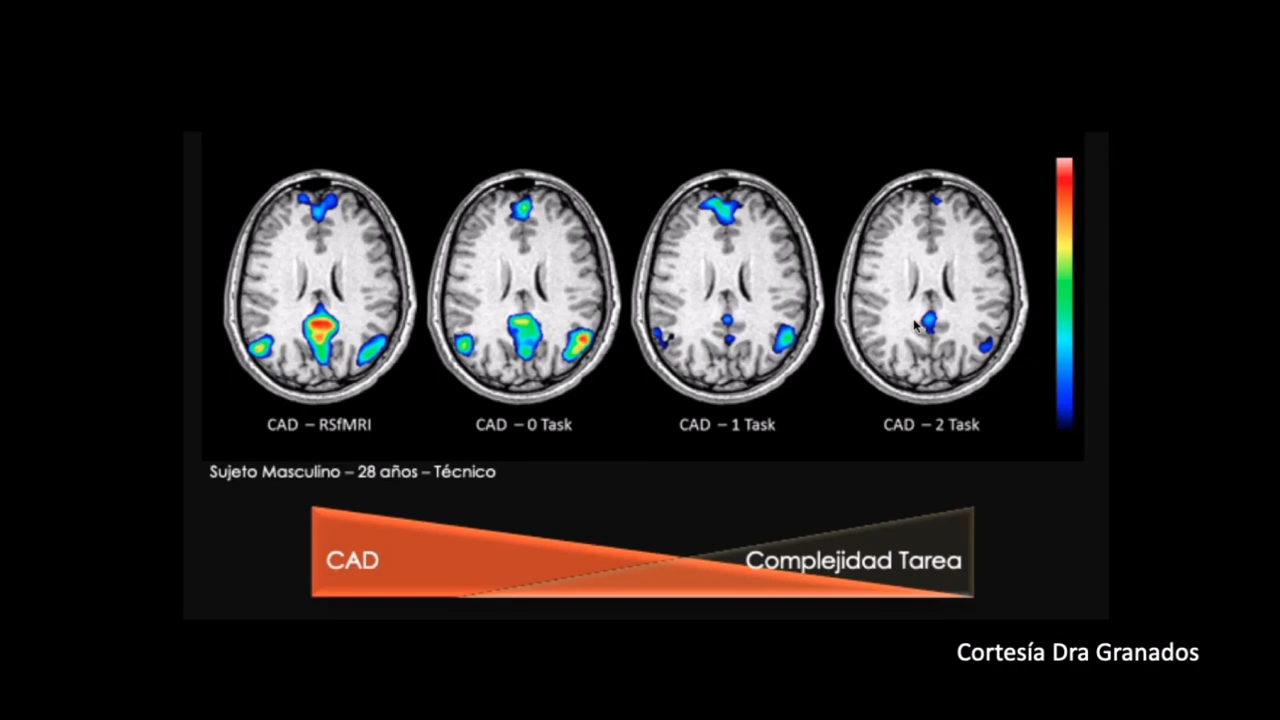 CAD – RSfMRI
CAD – 0 Task
CAD – 1 Task
CAD – 2 Task
Sujeto Masculino – 28 años – Técnico
CAD
Complejidad Tarea
Cortesía Dra Granados